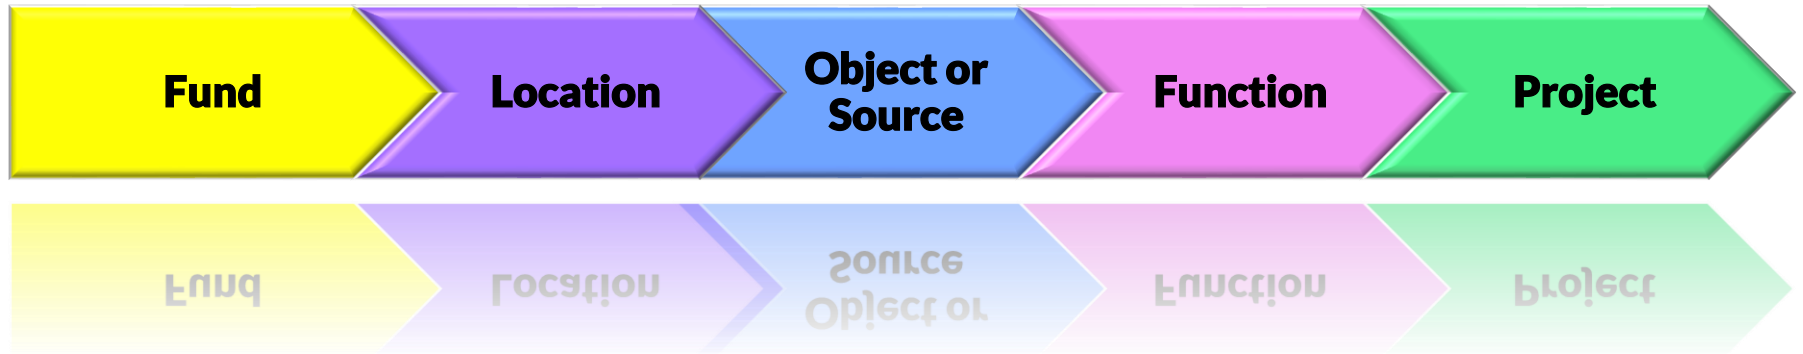 Fund
Location
Object or
Source
Function
Project